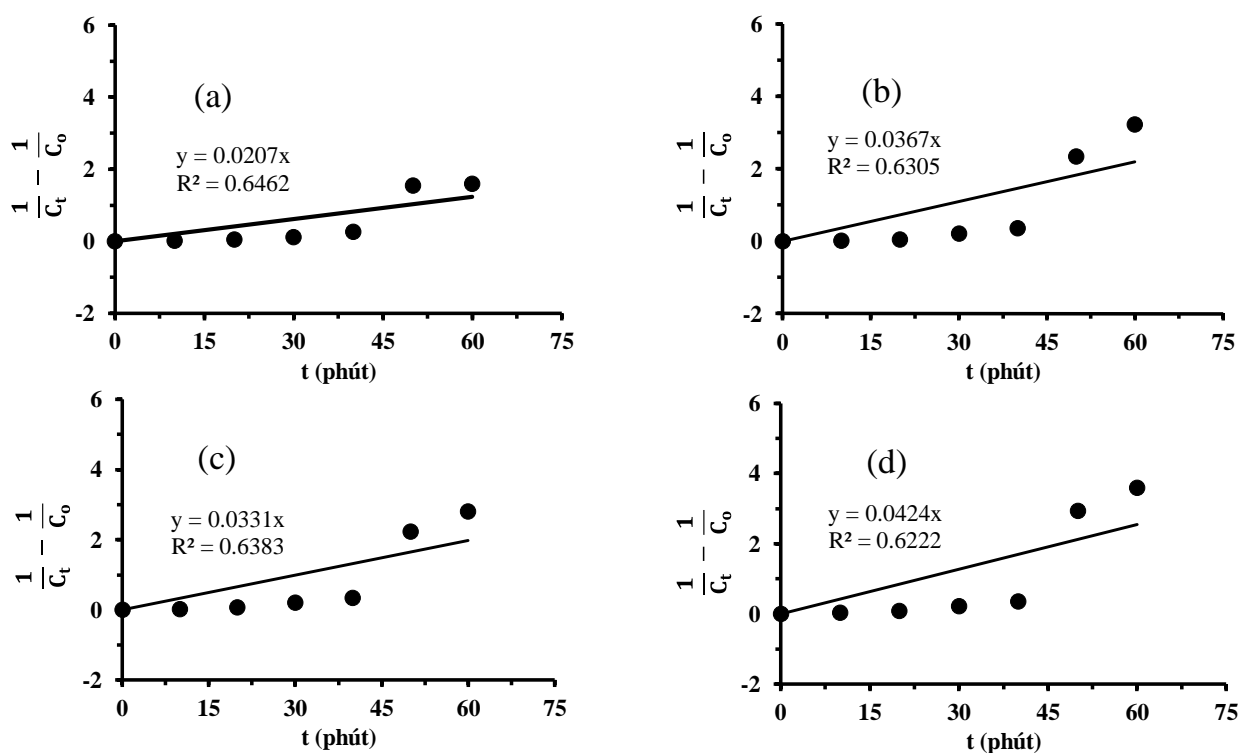 (a)
y = 0.0207x
R² = 0.6462
1/Cₜ − 1/Cₒ
6
4
2
0
-2
0 15 30 45 60 75
t (phút)
(b)
y = 0.0367x
R² = 0.6305
1/Cₜ − 1/Cₒ
6
4
2
0
-2
0 15 30 45 60 75
t (phút)
(c)
y = 0.0331x
R² = 0.6383
1/Cₜ − 1/Cₒ
6
4
2
0
-2
0 15 30 45 60 75
t (phút)
(d)
y = 0.0424x
R² = 0.6222
1/Cₜ − 1/Cₒ
6
4
2
0
-2
0 15 30 45 60 75
t (phút)